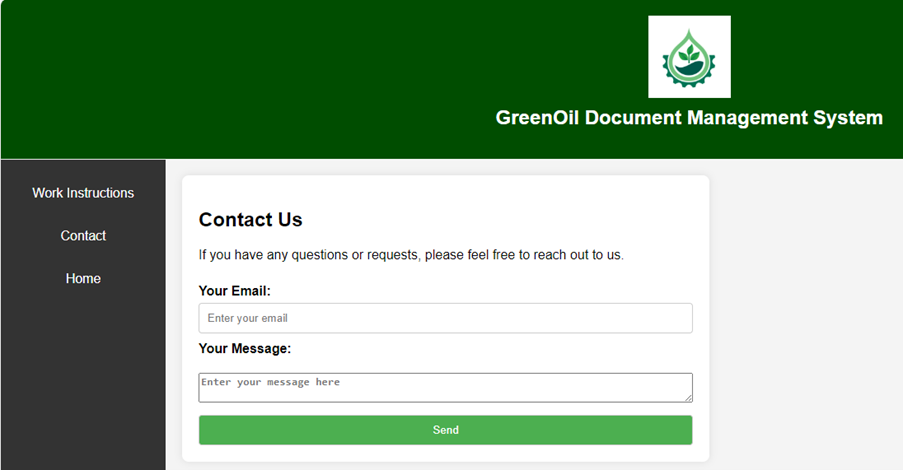 GreenOil Document Management System
Work Instructions
Contact
Home
Contact Us
If you have any questions or requests, please feel free to reach out to us.
Your Email:
Enter your email
Your Message:
Enter your message here
Send